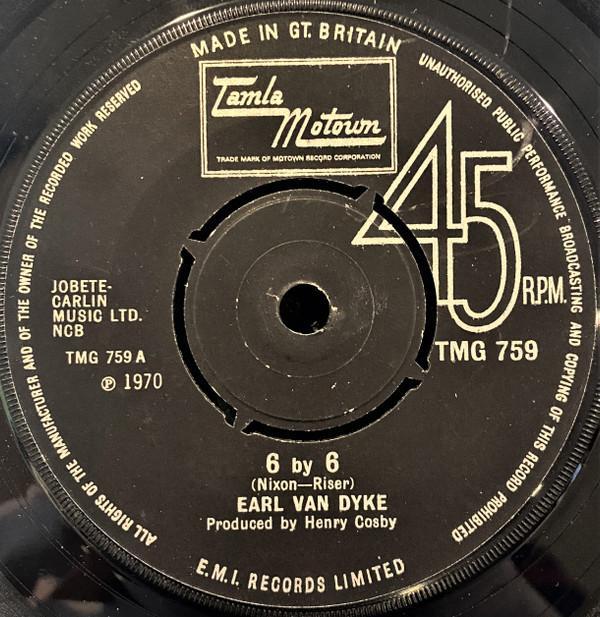 MADE IN GT. BRITAIN
UNAUTHORISED PUBLIC PERFORMANCE BROADCASTING AND COPYING OF THIS RECORD PROHIBITED
ALL RIGHTS OF THE MANUFACTURER AND OF THE OWNER OF THE RECORDED WORK RESERVED
Tamla
Motown
TRADE MARK OF MOTOWN RECORD CORPORATION
45
R.P.M.
JOBETE-
CARLIN
MUSIC LTD.
NCB
TMG 759 A
℗ 1970
TMG 759
6 by 6
(Nixon—Riser)
EARL VAN DYKE
Produced by Henry Cosby
E.M.I. RECORDS LIMITED